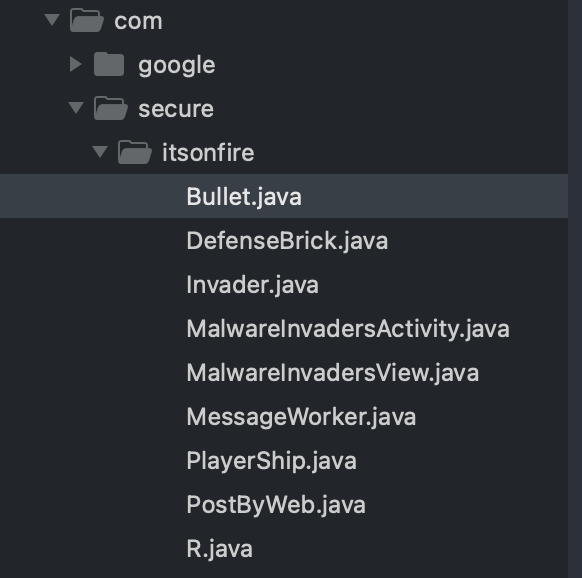 com
google
secure
itsonfire
Bullet.java
DefenseBrick.java
Invader.java
MalwareInvadersActivity.java
MalwareInvadersView.java
MessageWorker.java
PlayerShip.java
PostByWeb.java
R.java